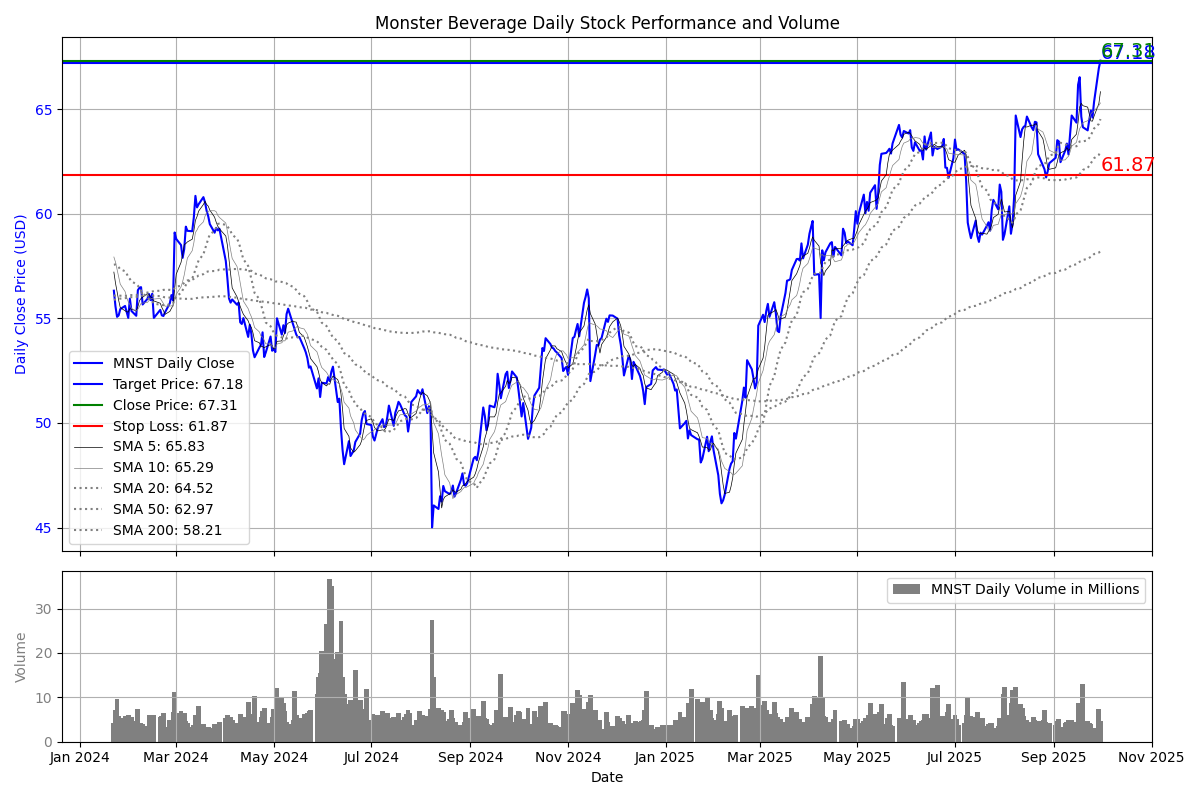 Monster Beverage Daily Stock Performance and Volume
Daily Close Price (USD)
65
60
55
50
45
67.31
67.18
61.87
MNST Daily Close
Target Price: 67.18
Close Price: 67.31
Stop Loss: 61.87
SMA 5: 65.83
SMA 10: 65.29
SMA 20: 64.52
SMA 50: 62.97
SMA 200: 58.21
Volume
30
20
10
0
MNST Daily Volume in Millions
Jan 2024 Mar 2024 May 2024 Jul 2024 Sep 2024 Nov 2024 Jan 2025 Mar 2025 May 2025 Jul 2025 Sep 2025 Nov 2025
Date